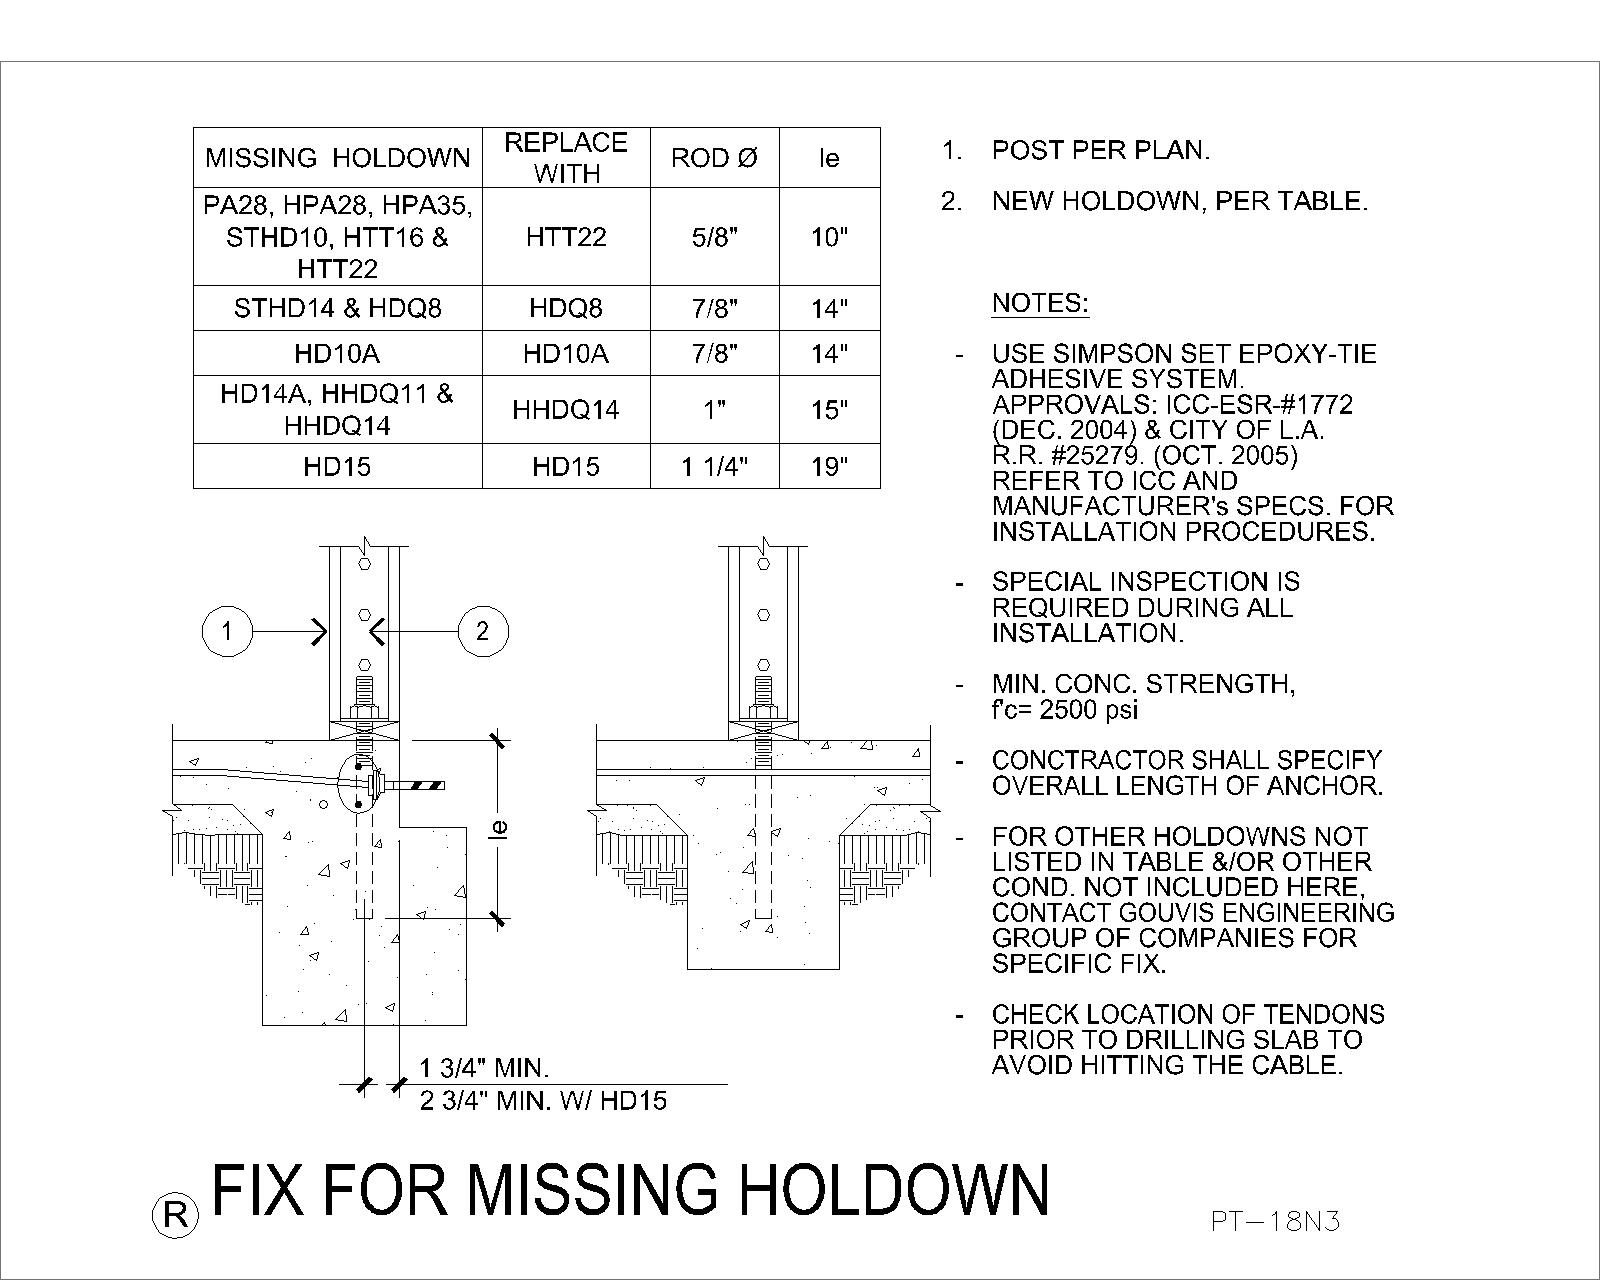 MISSING HOLDOWN
REPLACE
WITH
ROD Ø
le
PA28, HPA28, HPA35,
STHD10, HTT16 &
HTT22
HTT22
5/8"
10"
STHD14 & HDQ8
HDQ8
7/8"
14"
HD10A
HD10A
7/8"
14"
HD14A, HHDQ11 &
HHDQ14
HHDQ14
1"
15"
HD15
HD15
1 1/4"
19"
1. POST PER PLAN.
2. NEW HOLDOWN, PER TABLE.
NOTES:
- USE SIMPSON SET EPOXY-TIE
ADHESIVE SYSTEM.
APPROVALS: ICC-ESR-#1772
(DEC. 2004) & CITY OF L.A.
R.R. #25279. (OCT. 2005)
REFER TO ICC AND
MANUFACTURER's SPECS. FOR
INSTALLATION PROCEDURES.
- SPECIAL INSPECTION IS
REQUIRED DURING ALL
INSTALLATION.
- MIN. CONC. STRENGTH,
f'c= 2500 psi
- CONCTRACTOR SHALL SPECIFY
OVERALL LENGTH OF ANCHOR.
- FOR OTHER HOLDOWNS NOT
LISTED IN TABLE &/OR OTHER
COND. NOT INCLUDED HERE,
CONTACT GOUVIS ENGINEERING
GROUP OF COMPANIES FOR
SPECIFIC FIX.
- CHECK LOCATION OF TENDONS
PRIOR TO DRILLING SLAB TO
AVOID HITTING THE CABLE.
1
2
le
1 3/4" MIN.
2 3/4" MIN. W/ HD15
R FIX FOR MISSING HOLDOWN
PT-18N3